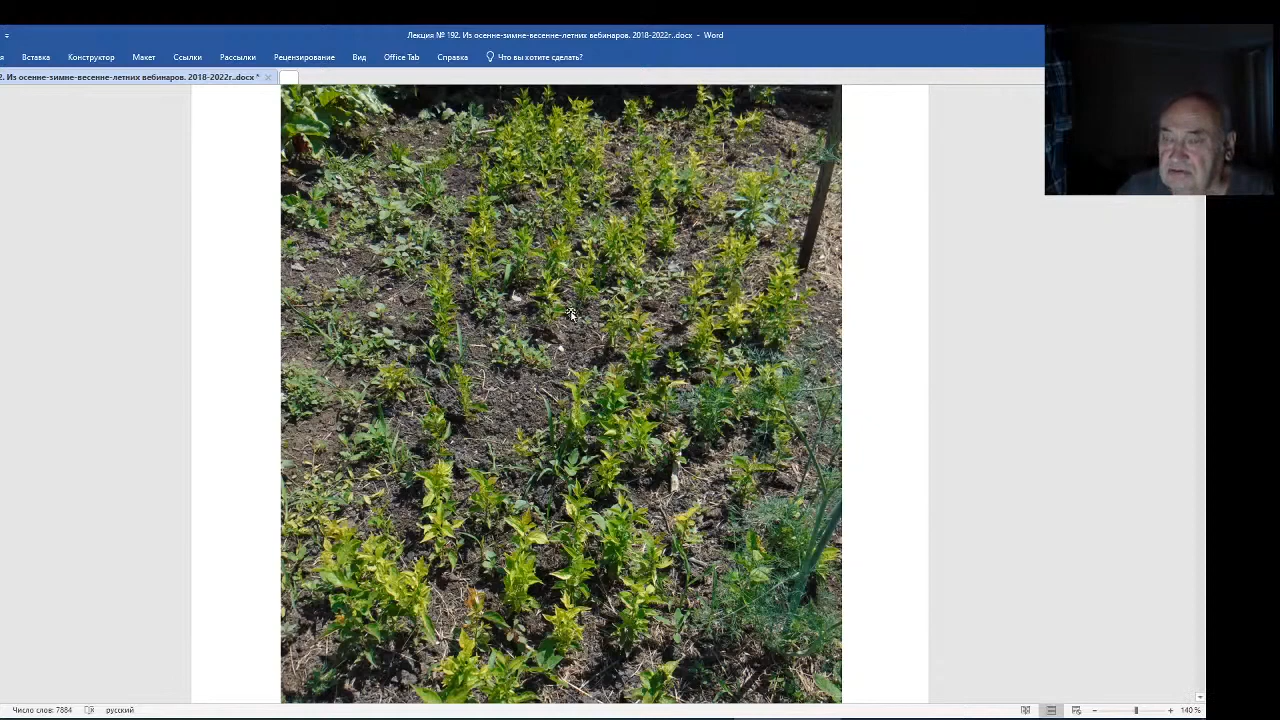 Лекция № 192. Из осенне-зимне-весенне-летних вебинаров. 2018-2022г..docx - Word
Вставка Конструктор Макет Ссылки Рассылки Рецензирование Вид Office Tab Справка Что вы хотите сделать?
2. Из осенне-зимне-весенне-летних вебинаров. 2018-2022г..docx *
Число слов: 7884 русский 140 %